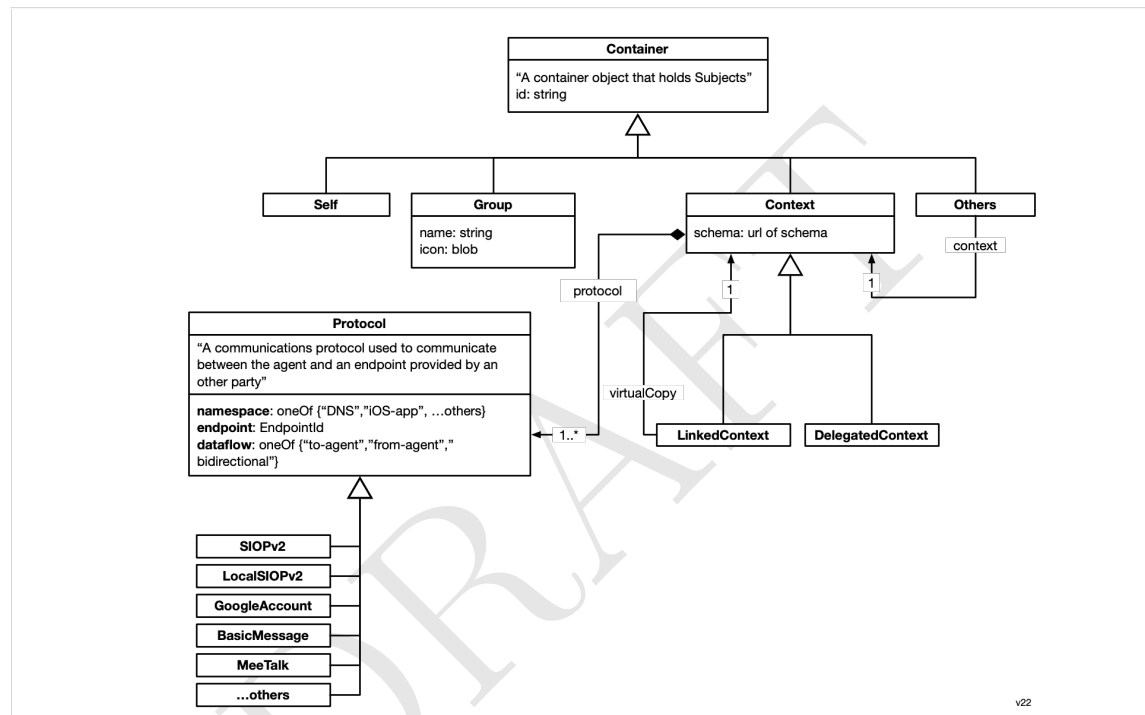 Container
“A container object that holds Subjects”
id: string
Self
Group
name: string
icon: blob
Context
schema: url of schema
Others
context
1
1
protocol
Protocol
“A communications protocol used to communicate
between the agent and an endpoint provided by an
other party”
namespace: oneOf {“DNS”,”iOS-app”, …others}
endpoint: EndpointId
dataflow: oneOf {“to-agent”,”from-agent”,”
bidirectional”}
virtualCopy
1..*
LinkedContext
DelegatedContext
SIOPv2
LocalSIOPv2
GoogleAccount
BasicMessage
MeeTalk
…others
DRAFT
v22